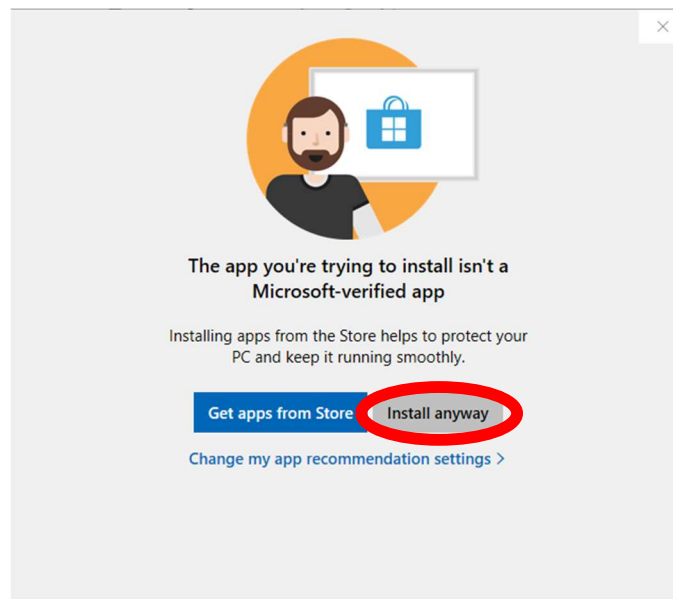 The app you're trying to install isn't a
Microsoft-verified app
Installing apps from the Store helps to protect your
PC and keep it running smoothly.
Get apps from Store
Install anyway
Change my app recommendation settings >